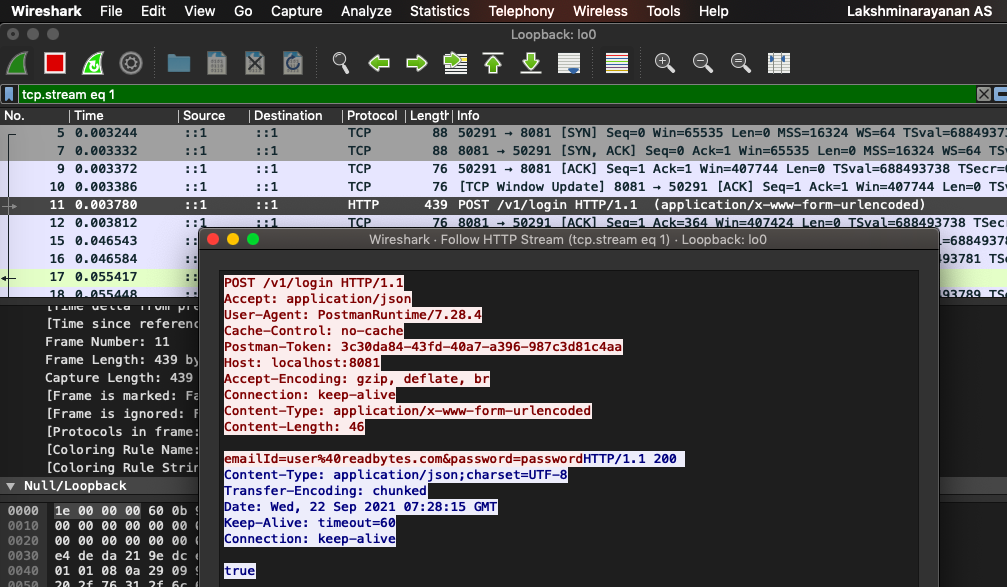 Wireshark File Edit View Go Capture Analyze Statistics Telephony Wireless Tools Help Lakshminarayanan AS
Loopback: lo0
tcp.stream eq 1
No. Time Source Destination Protocol Length Info
5 0.003244 ::1 ::1 TCP 88 50291 → 8081 [SYN] Seq=0 Win=65535 Len=0 MSS=16324 WS=64 TSval=688493
7 0.003332 ::1 ::1 TCP 88 8081 → 50291 [SYN, ACK] Seq=0 Ack=1 Win=65535 Len=0 MSS=16324 WS=64 TS
9 0.003372 ::1 ::1 TCP 76 50291 → 8081 [ACK] Seq=1 Ack=1 Win=407744 Len=0 TSval=688493738 TSecr=
10 0.003386 ::1 ::1 TCP 76 [TCP Window Update] 8081 → 50291 [ACK] Seq=1 Ack=1 Win=407744 Len=0 TS
11 0.003780 ::1 ::1 HTTP 439 POST /v1/login HTTP/1.1 (application/x-www-form-urlencoded)
12 0.003812 ::1 ::1 TCP 76 8081 → 50291 [ACK] Seq=1 Ack=364 Win=407424 Len=0 TSval=688493738 TSec
15 0.046543
16 0.046584
17 0.055417
18 0.055448
Wireshark · Follow HTTP Stream (tcp.stream eq 1) · Loopback: lo0
POST /v1/login HTTP/1.1
Accept: application/json
User-Agent: PostmanRuntime/7.28.4
Cache-Control: no-cache
Postman-Token: 3c30da84-43fd-40a7-a396-987c3d81c4aa
Host: localhost:8081
Accept-Encoding: gzip, deflate, br
Connection: keep-alive
Content-Type: application/x-www-form-urlencoded
Content-Length: 46
emailId=user%40readbytes.com&password=passwordHTTP/1.1 200
Content-Type: application/json;charset=UTF-8
Transfer-Encoding: chunked
Date: Wed, 22 Sep 2021 07:28:15 GMT
Keep-Alive: timeout=60
Connection: keep-alive
true
[Time delta from pre
[Time since referenc
Frame Number: 11
Frame Length: 439 by
Capture Length: 439
[Frame is marked: Fa
[Frame is ignored: F
[Protocols in frame:
[Coloring Rule Name:
[Coloring Rule Strin
Null/Loopback
0000 1e 00 00 00 60 0b
0010 00 00 00 00 00 00
0020 00 00 00 00 00 00
0030 e4 de da 21 9e dc
0040 01 01 08 0a 29 09
0050 20 2f 76 31 2f 6c